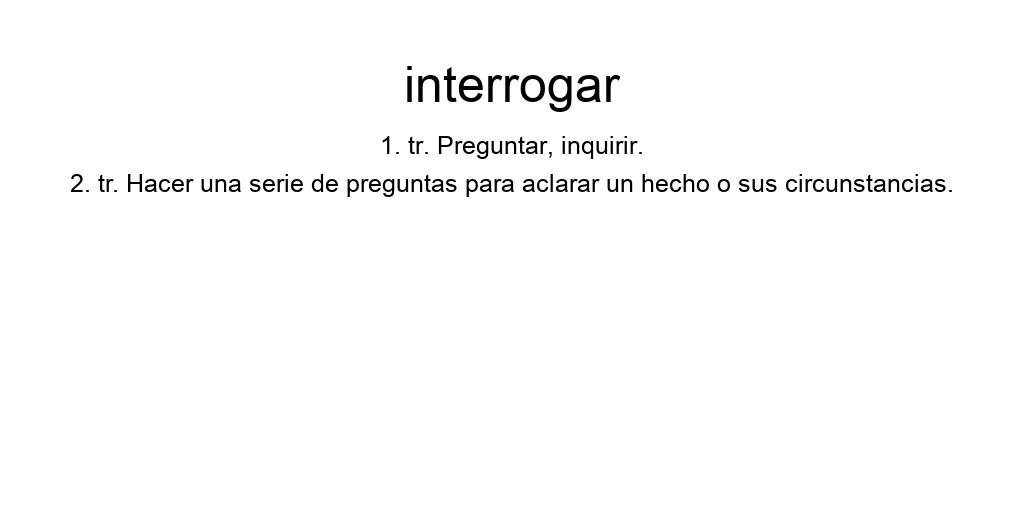 interrogar
1. tr. Preguntar, inquirir.
2. tr. Hacer una serie de preguntas para aclarar un hecho o sus circunstancias.